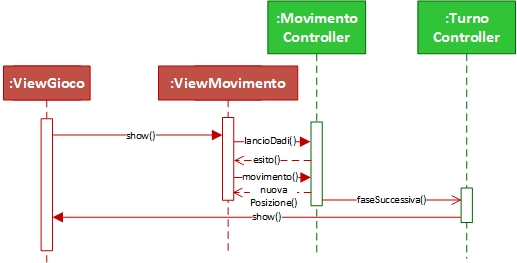 :Movimento
Controller
:Turno
Controller
:ViewGioco
:ViewMovimento
show()
lancioDadi()
esito()
movimento()
nuova
Posizione()
faseSuccessiva()
show()